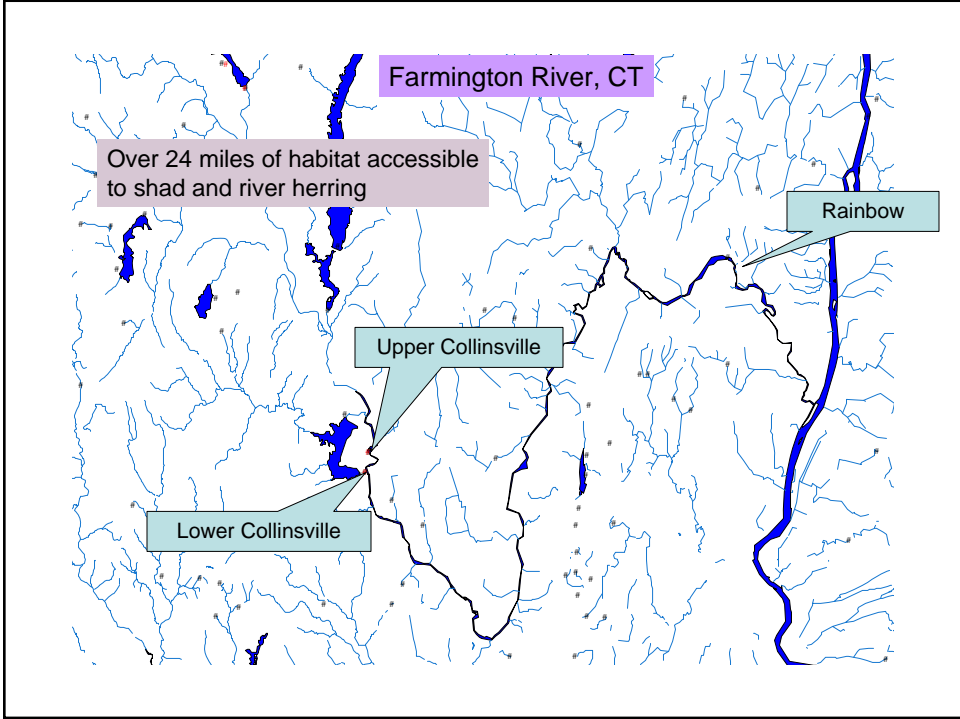 Farmington River, CT
Over 24 miles of habitat accessible
to shad and river herring
Rainbow
Upper Collinsville
Lower Collinsville